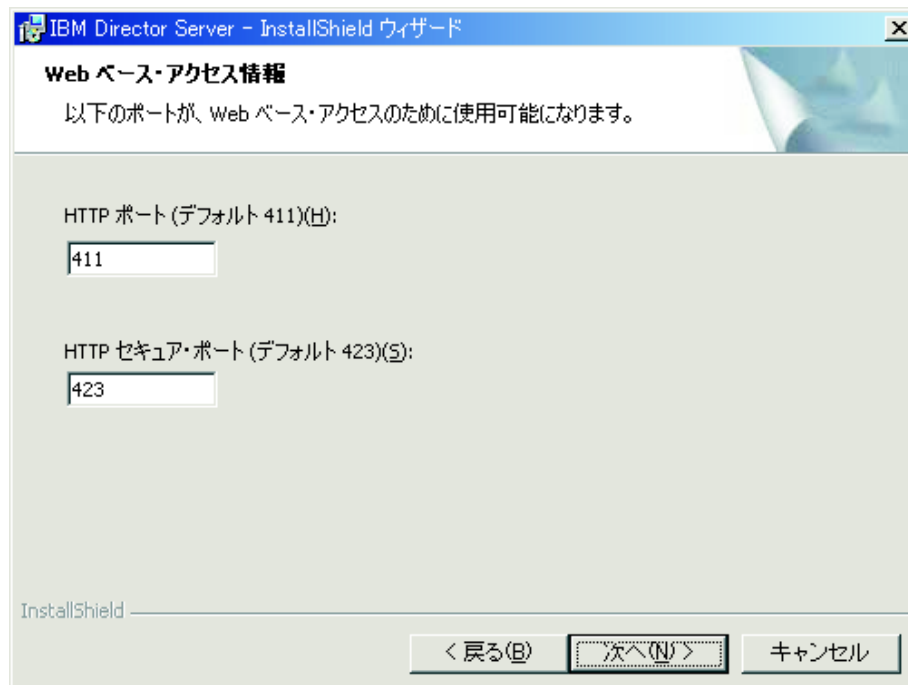 IBM Director Server - InstallShield ウィザード
Web ベース・アクセス情報
以下のポートが、Web ベース・アクセスのために使用可能になります。
HTTP ポート (デフォルト 411)(H):
411
HTTP セキュア・ポート (デフォルト 423)(S):
423
InstallShield
< 戻る(B)
次へ(N) >
キャンセル